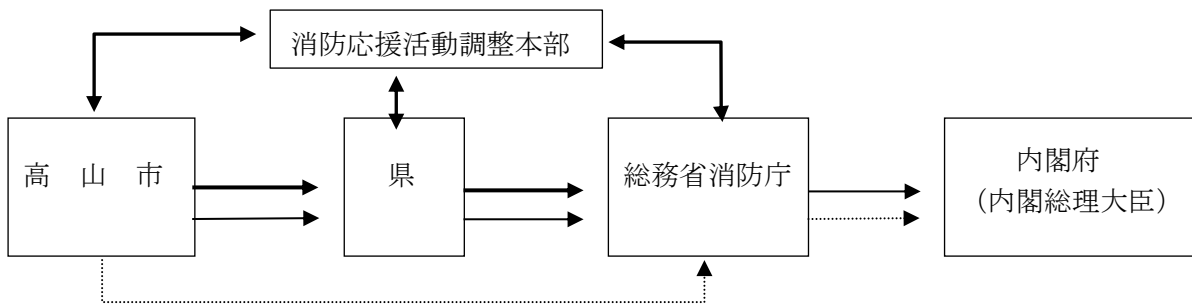 消防応援活動調整本部
高　山　市
県
総務省消防庁
内閣府
（内閣総理大臣）